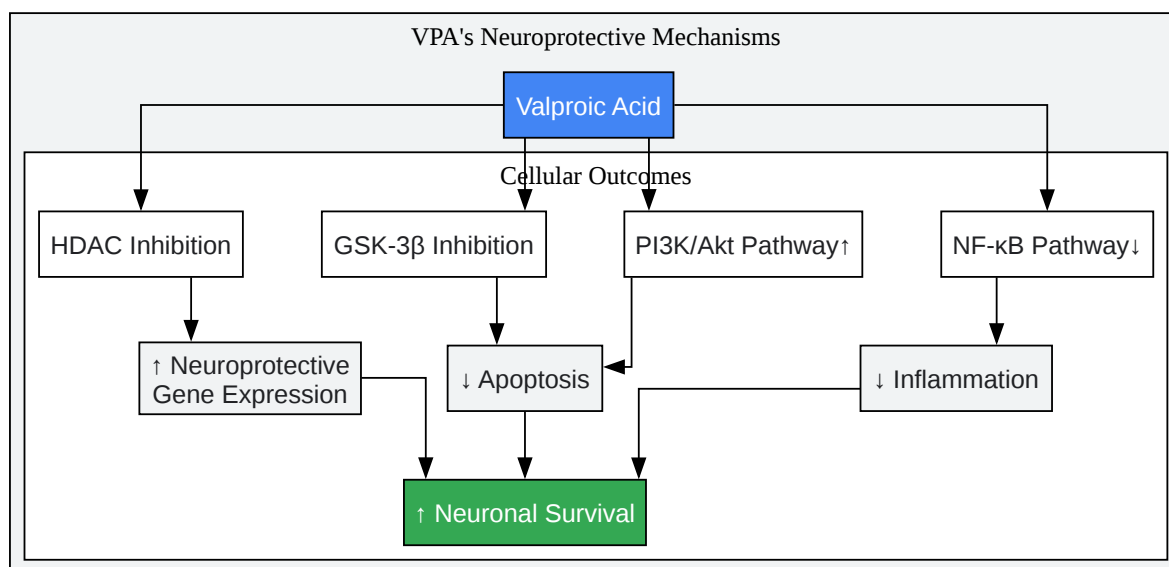 VPA's Neuroprotective Mechanisms
Valproic Acid
Cellular Outcomes
HDAC Inhibition
GSK-3β Inhibition
PI3K/Akt Pathway↑
NF-κB Pathway↓
↑ Neuroprotective
Gene Expression
↓ Apoptosis
↓ Inflammation
↑ Neuronal Survival